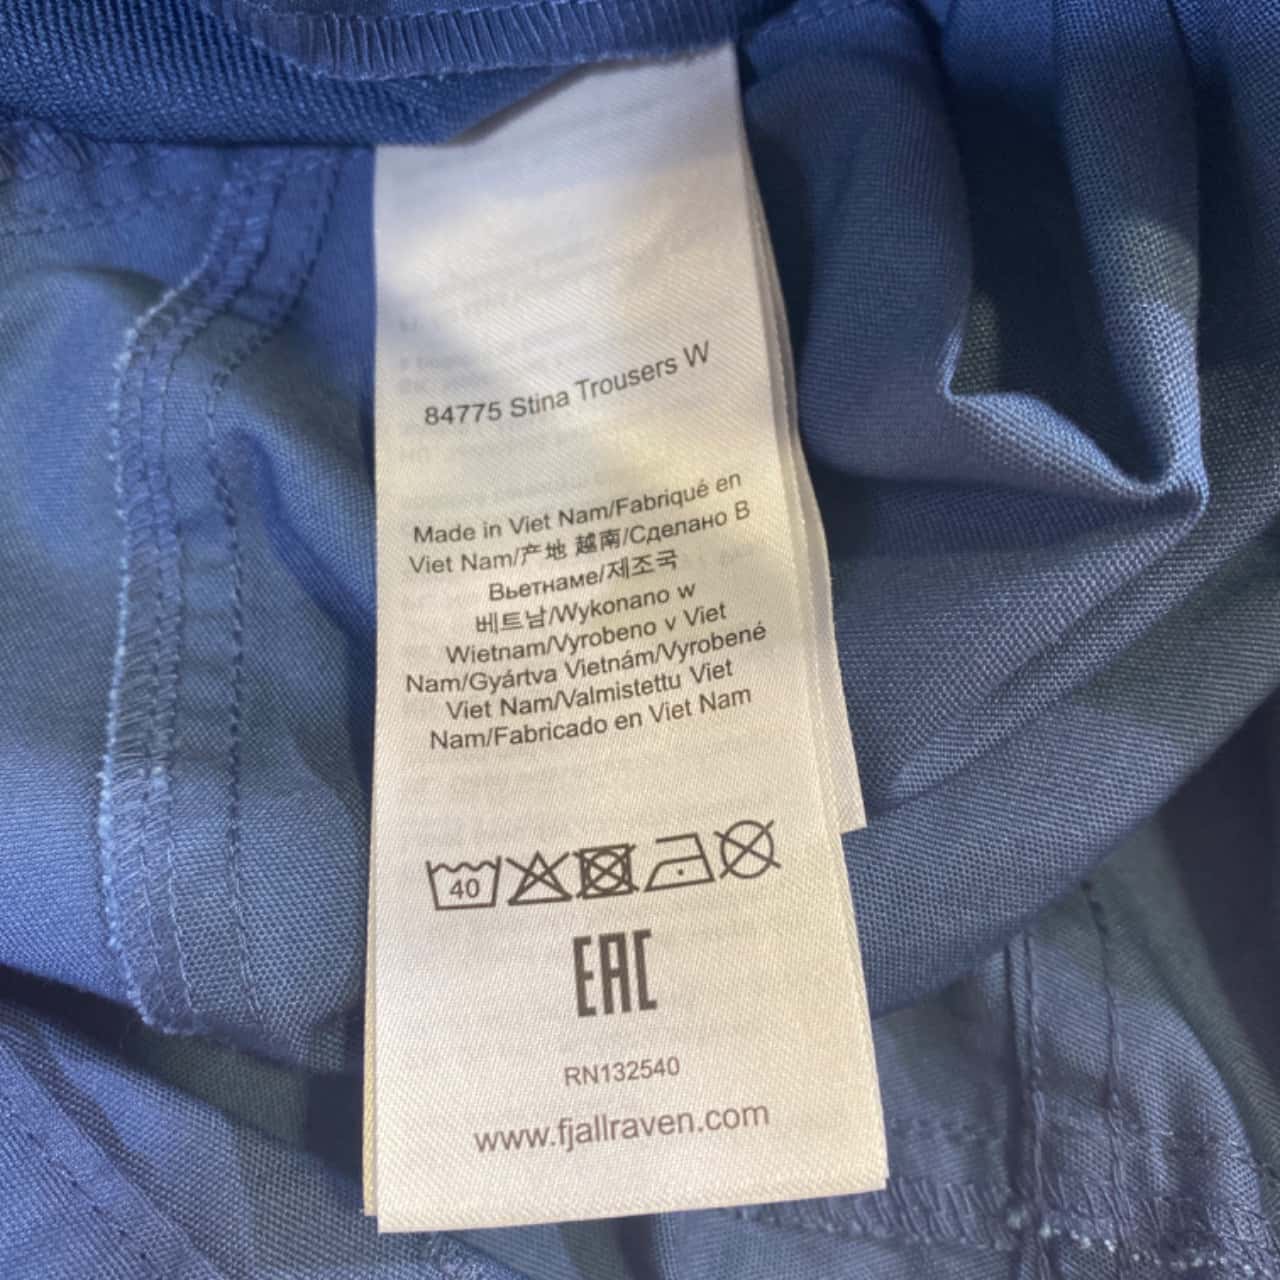 84775 Stina Trousers W
Made in Viet Nam/Fabriqué en
Viet Nam/产地 越南/Сделано В
Вьетнаме/제조국
베트남/Wykonano w
Wietnam/Vyrobeno v Viet
Nam/Gyártva Vietnám/Vyrobené
Viet Nam/Valmistettu Viet
Nam/Fabricado en Viet Nam
40
EAC
RN132540
www.fjallraven.com